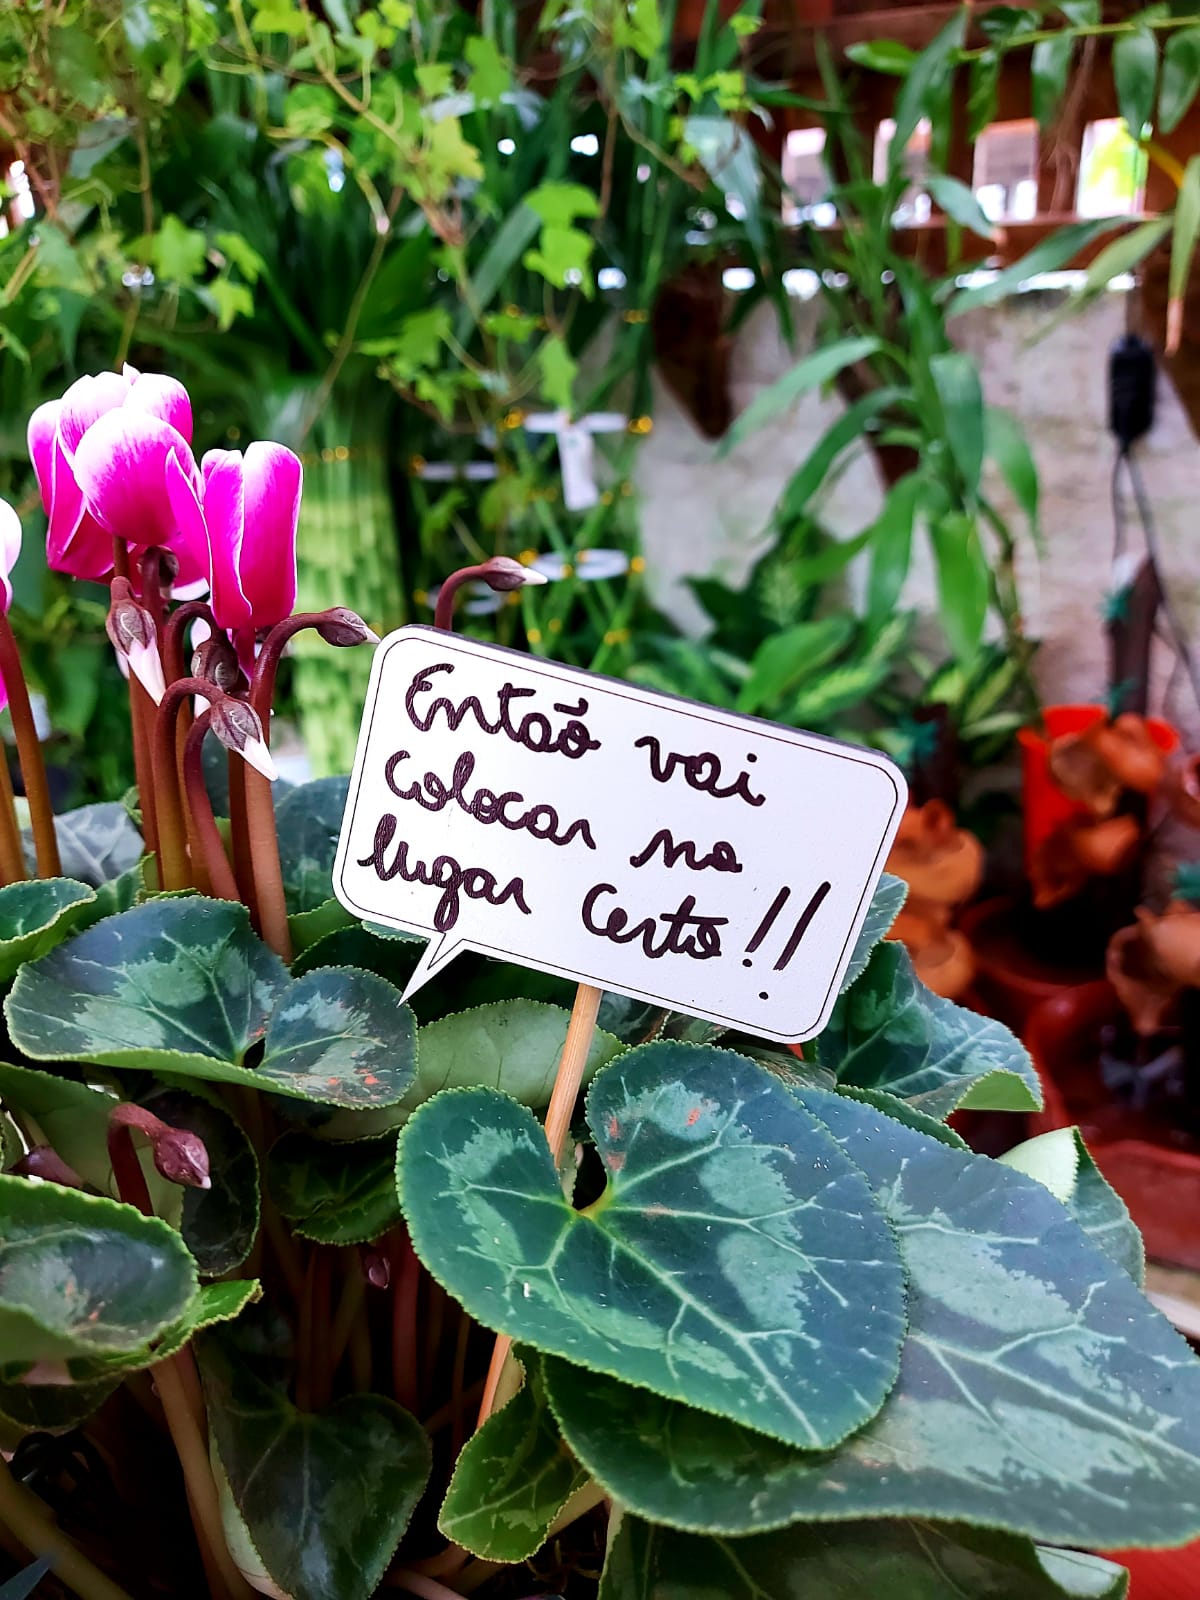 Então vai
colocar no
lugar certo!!